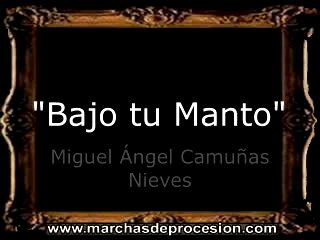 "Bajo tu Manto"
Miguel Ángel Camuñas
Nieves
www.marchasdeprocesion.com